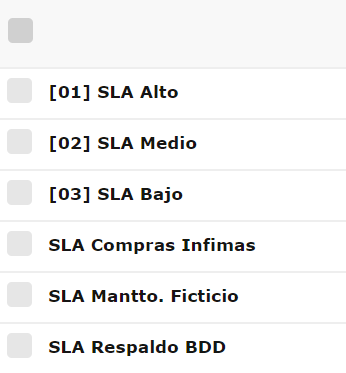 [01] SLA Alto
[02] SLA Medio
[03] SLA Bajo
SLA Compras Infimas
SLA Mantto. Ficticio
SLA Respaldo BDD